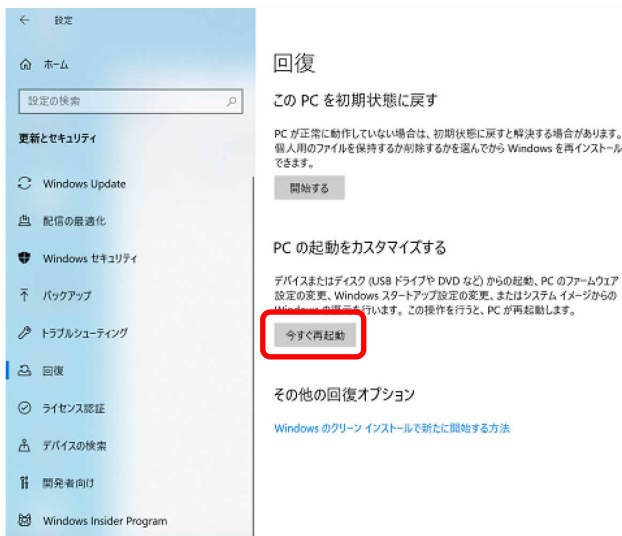 設定
ホーム
設定の検索
更新とセキュリティ
Windows Update
配信の最適化
Windows セキュリティ
バックアップ
トラブルシューティング
回復
ライセンス認証
デバイスの検索
開発者向け
Windows Insider Program
回復
この PC を初期状態に戻す
PC が正常に動作していない場合は、初期状態に戻すと解決する場合があります。
個人用のファイルを保持するか削除するかを選んでから Windows を再インストール
できます。
開始する
PC の起動をカスタマイズする
デバイスまたはディスク (USB ドライブや DVD など) からの起動、PC のファームウェア
設定の変更、Windows スタートアップ設定の変更、またはシステム イメージからの
Windows の復元を行います。この操作を行うと、PC が再起動します。
今すぐ再起動
その他の回復オプション
Windows のクリーン インストールで新たに開始する方法